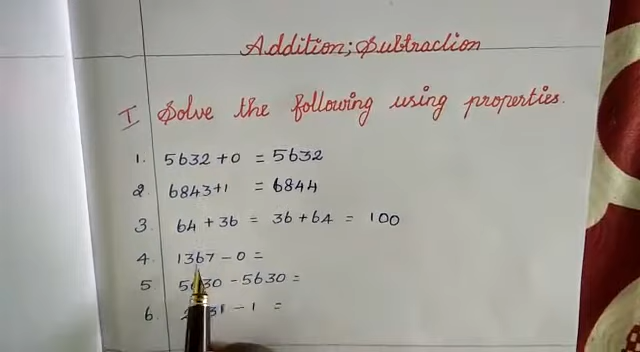 Addition; Subtraction
I Solve the following using properties.
1. 5632 + 0 = 5632
2. 6843+1 = 6844
3. 64 + 36 = 36 + 64 = 100
4. 1367 - 0 =
5. - 5630 =
6. - 1 =